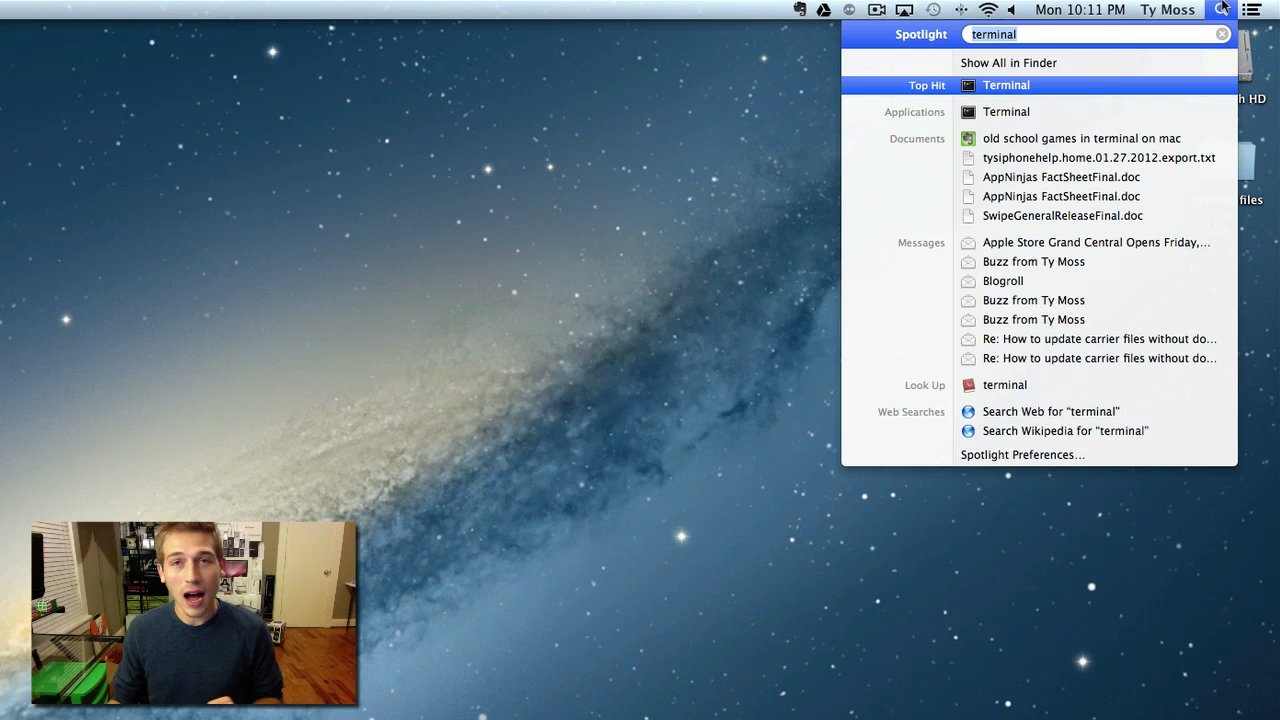 Mon 10:11 PM Ty Moss
Spotlight terminal
Show All in Finder
Top Hit Terminal
Applications Terminal
Documents old school games in terminal on mac
tysiphonehelp.home.01.27.2012.export.txt
AppNinjas FactSheetFinal.doc
AppNinjas FactSheetFinal.doc
SwipeGeneralReleaseFinal.doc
Messages Apple Store Grand Central Opens Friday,...
Buzz from Ty Moss
Blogroll
Buzz from Ty Moss
Buzz from Ty Moss
Re: How to update carrier files without do...
Re: How to update carrier files without do...
Look Up terminal
Web Searches Search Web for “terminal”
Search Wikipedia for “terminal”
Spotlight Preferences...
h HD
files